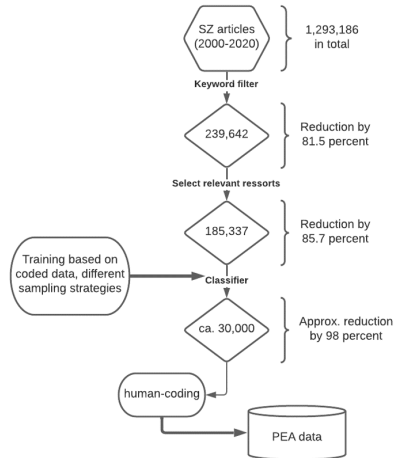 SZ articles
(2000-2020)
1,293,186
in total
Keyword filter
239,642
Reduction by
81.5 percent
Select relevant ressorts
185,337
Reduction by
85.7 percent
Training based on
coded data, different
sampling strategies
Classifier
ca. 30,000
Approx. reduction
by 98 percent
human-coding
PEA data